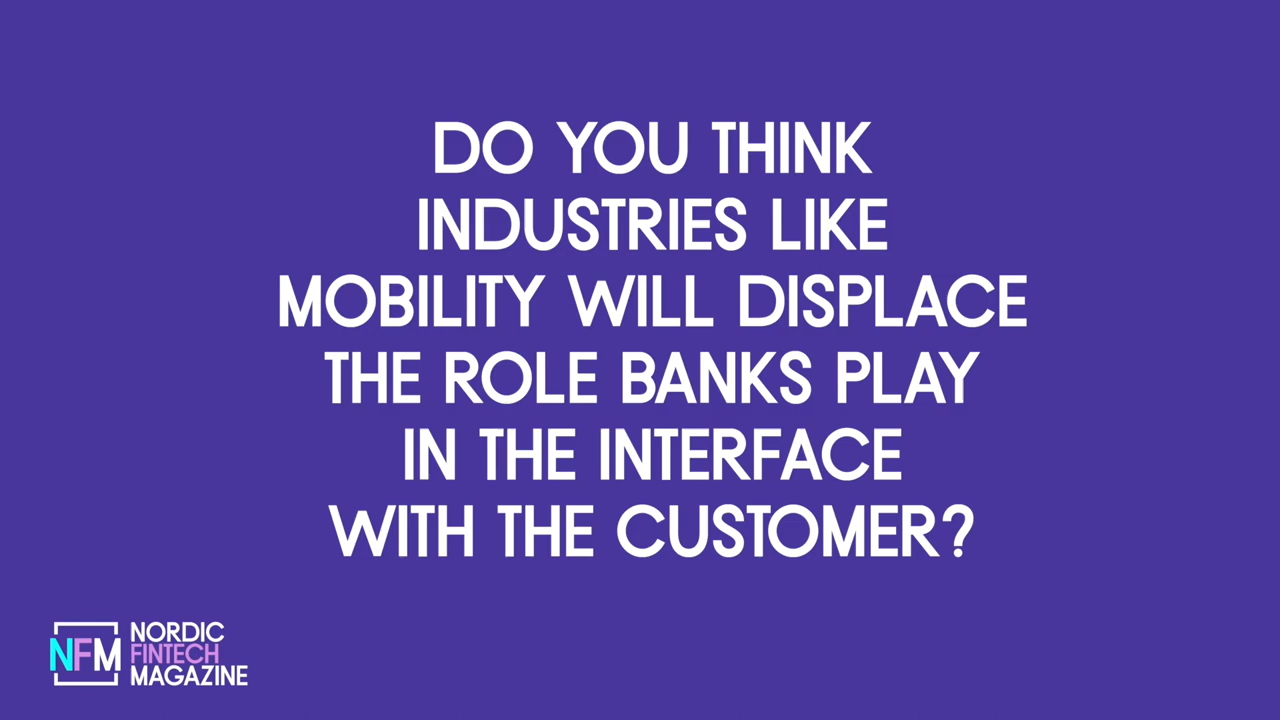 DO YOU THINK
INDUSTRIES LIKE
MOBILITY WILL DISPLACE
THE ROLE BANKS PLAY
IN THE INTERFACE
WITH THE CUSTOMER?
NFM
NORDIC
FINTECH
MAGAZINE